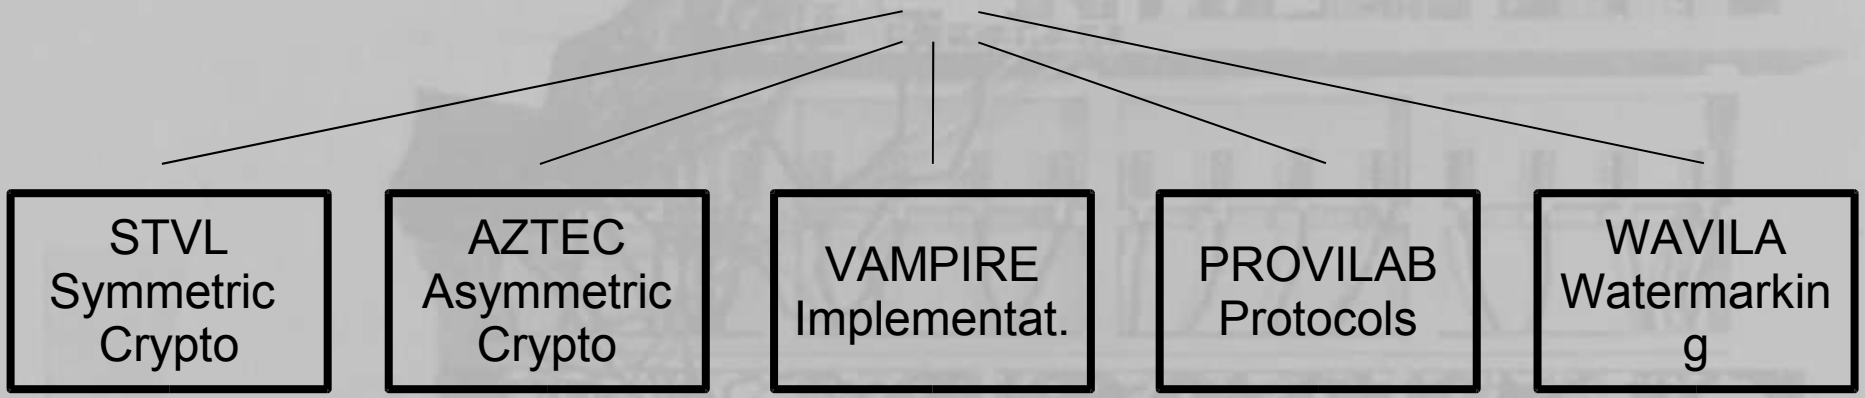 STVL
Symmetric
Crypto
AZTEC
Asymmetric
Crypto
VAMPIRE
Implementat.
PROVILAB
Protocols
WAVILA
Watermarkin
g